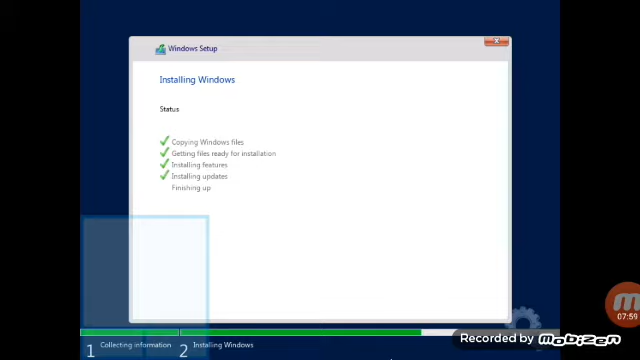 Windows Setup
Installing Windows
Status
Copying Windows files
Getting files ready for installation
Installing features
Installing updates
Finishing up
07:59
Recorded by mobizen
1 Collecting information 2 Installing Windows